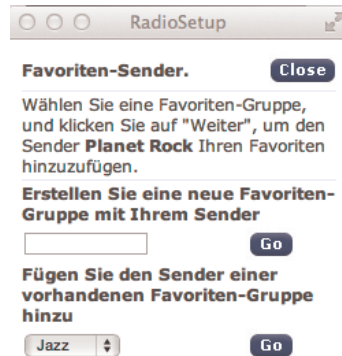 RadioSetup
Favoriten-Sender. Close
Wählen Sie eine Favoriten-Gruppe,
und klicken Sie auf "Weiter", um den
Sender Planet Rock Ihren Favoriten
hinzuzufügen.
Erstellen Sie eine neue Favoriten-
Gruppe mit Ihrem Sender
Go
Fügen Sie den Sender einer
vorhandenen Favoriten-Gruppe
hinzu
Jazz Go